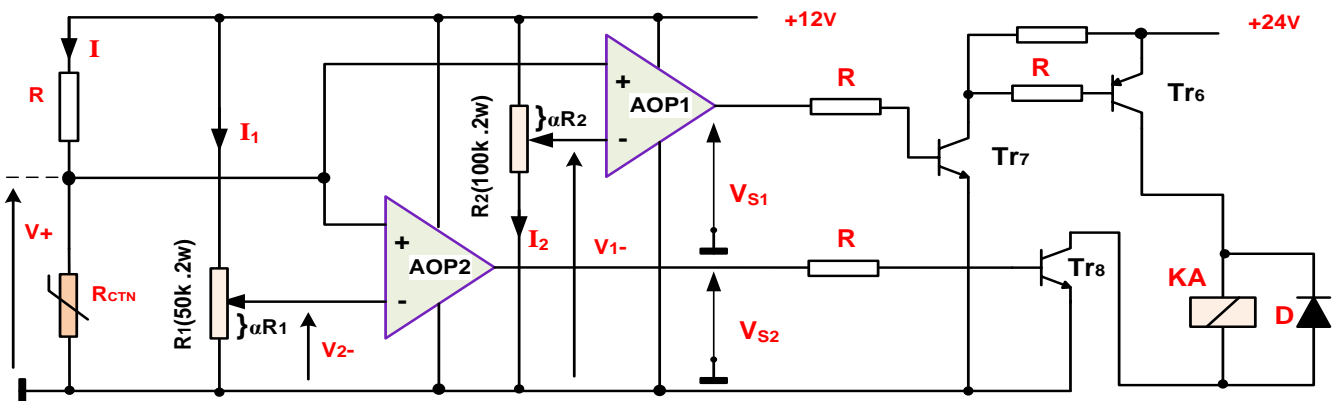 +12V
+24V
I
R
+
AOP1
-
}αR2
R2(100k .2w)
R
R
Tr6
Tr7
I1
V+
RCTN
R1(50k .2w)
}αR1
+
AOP2
-
V2-
I2
V1-
VS1
VS2
R
Tr8
KA
D